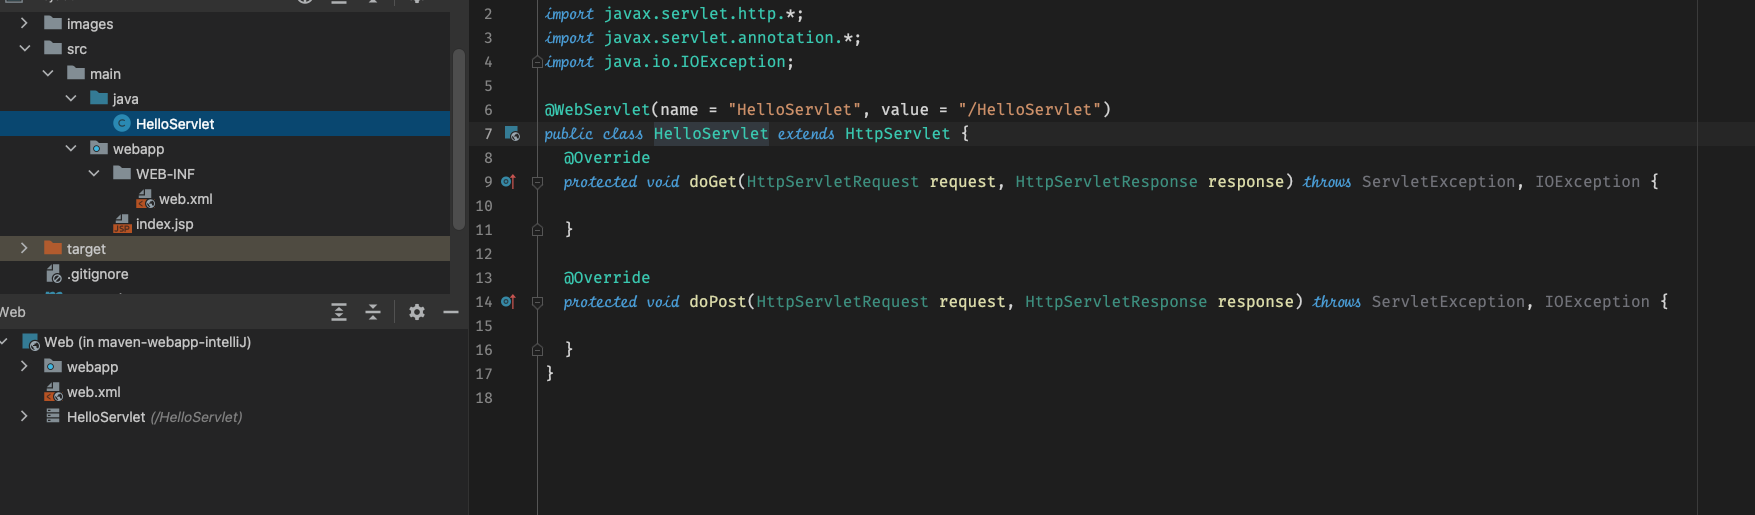 images
src
main
java
HelloServlet
webapp
WEB-INF
web.xml
index.jsp
target
.gitignore
Web
Web (in maven-webapp-intelliJ)
webapp
web.xml
HelloServlet (/HelloServlet)
2 import javax.servlet.http.*;
3 import javax.servlet.annotation.*;
4 import java.io.IOException;
5
6 @WebServlet(name = "HelloServlet", value = "/HelloServlet")
7 public class HelloServlet extends HttpServlet {
8 @Override
9 protected void doGet(HttpServletRequest request, HttpServletResponse response) throws ServletException, IOException {
10
11 }
12
13 @Override
14 protected void doPost(HttpServletRequest request, HttpServletResponse response) throws ServletException, IOException {
15
16 }
17 }
18